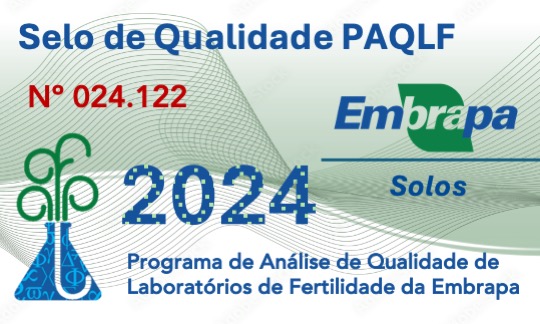 Selo de Qualidade PAQLF
N° 024.122
Embrapa
Solos
2024
Programa de Análise de Qualidade de
Laboratórios de Fertilidade da Embrapa